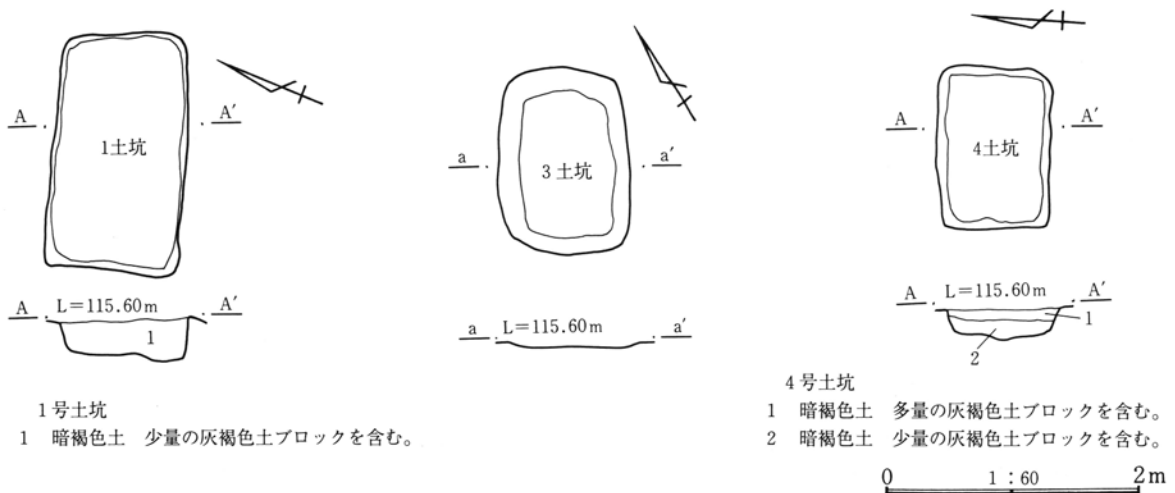 1土坑
A A′
A L=115.60m A′
1
1号土坑
1 暗褐色土 少量の灰褐色土ブロックを含む。
3土坑
a a′
a L=115.60m a′
4土坑
A A′
A L=115.60m A′
1
2
4号土坑
1 暗褐色土 多量の灰褐色土ブロックを含む。
2 暗褐色土 少量の灰褐色土ブロックを含む。
0 1：60 2m